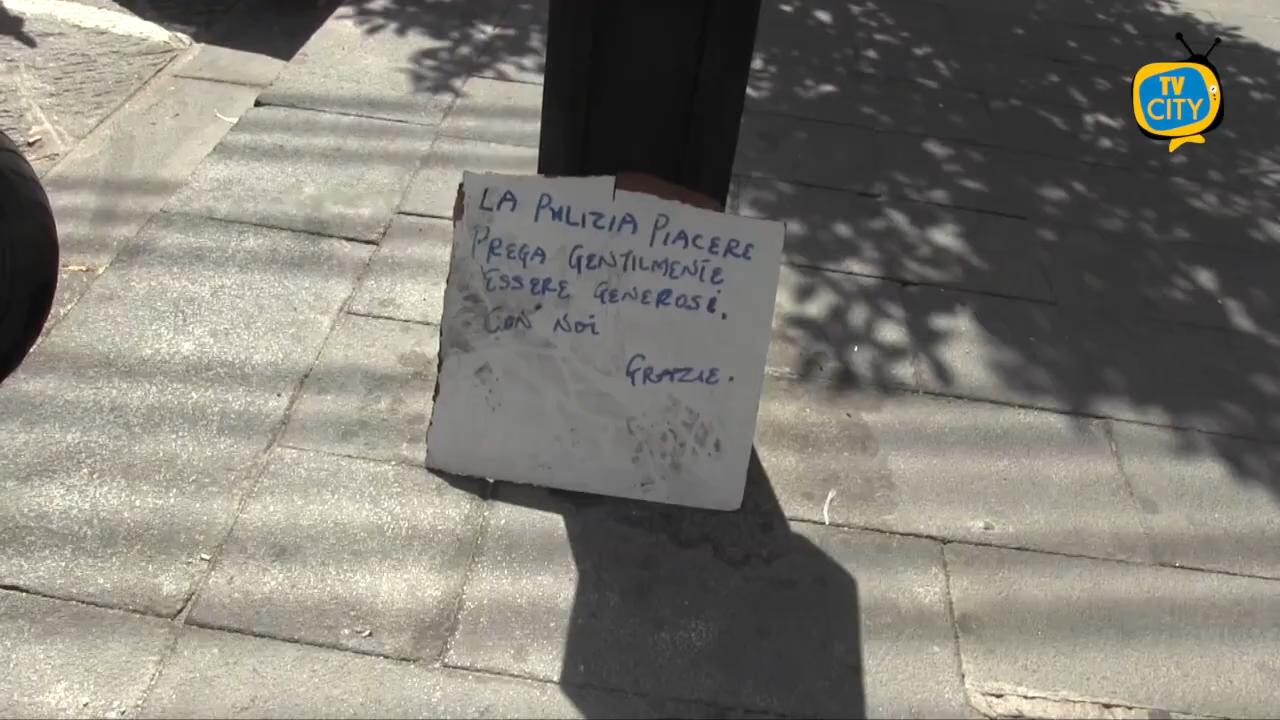 LA PULIZIA PIACERE
PREGA GENTILMENTE
ESSERE GENEROSI.
CON NOI
GRAZIE.
TV
CITY